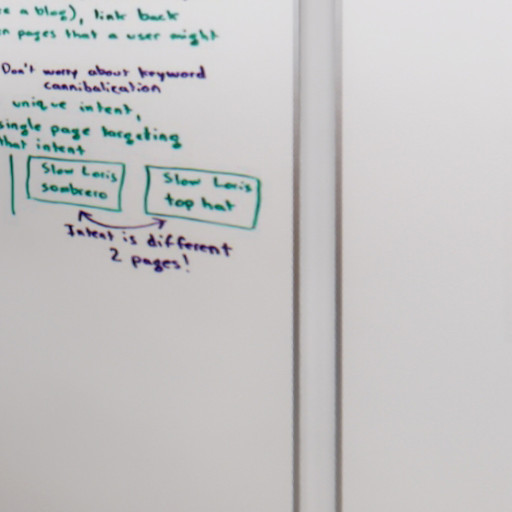 e a blog), link back
n pages that a user might
Don't worry about keyword
cannibalization
unique intent,
single page targeting
that intent
Slow Loris
sombrero
Slow Loris
top hat
Intent is different
2 pages!